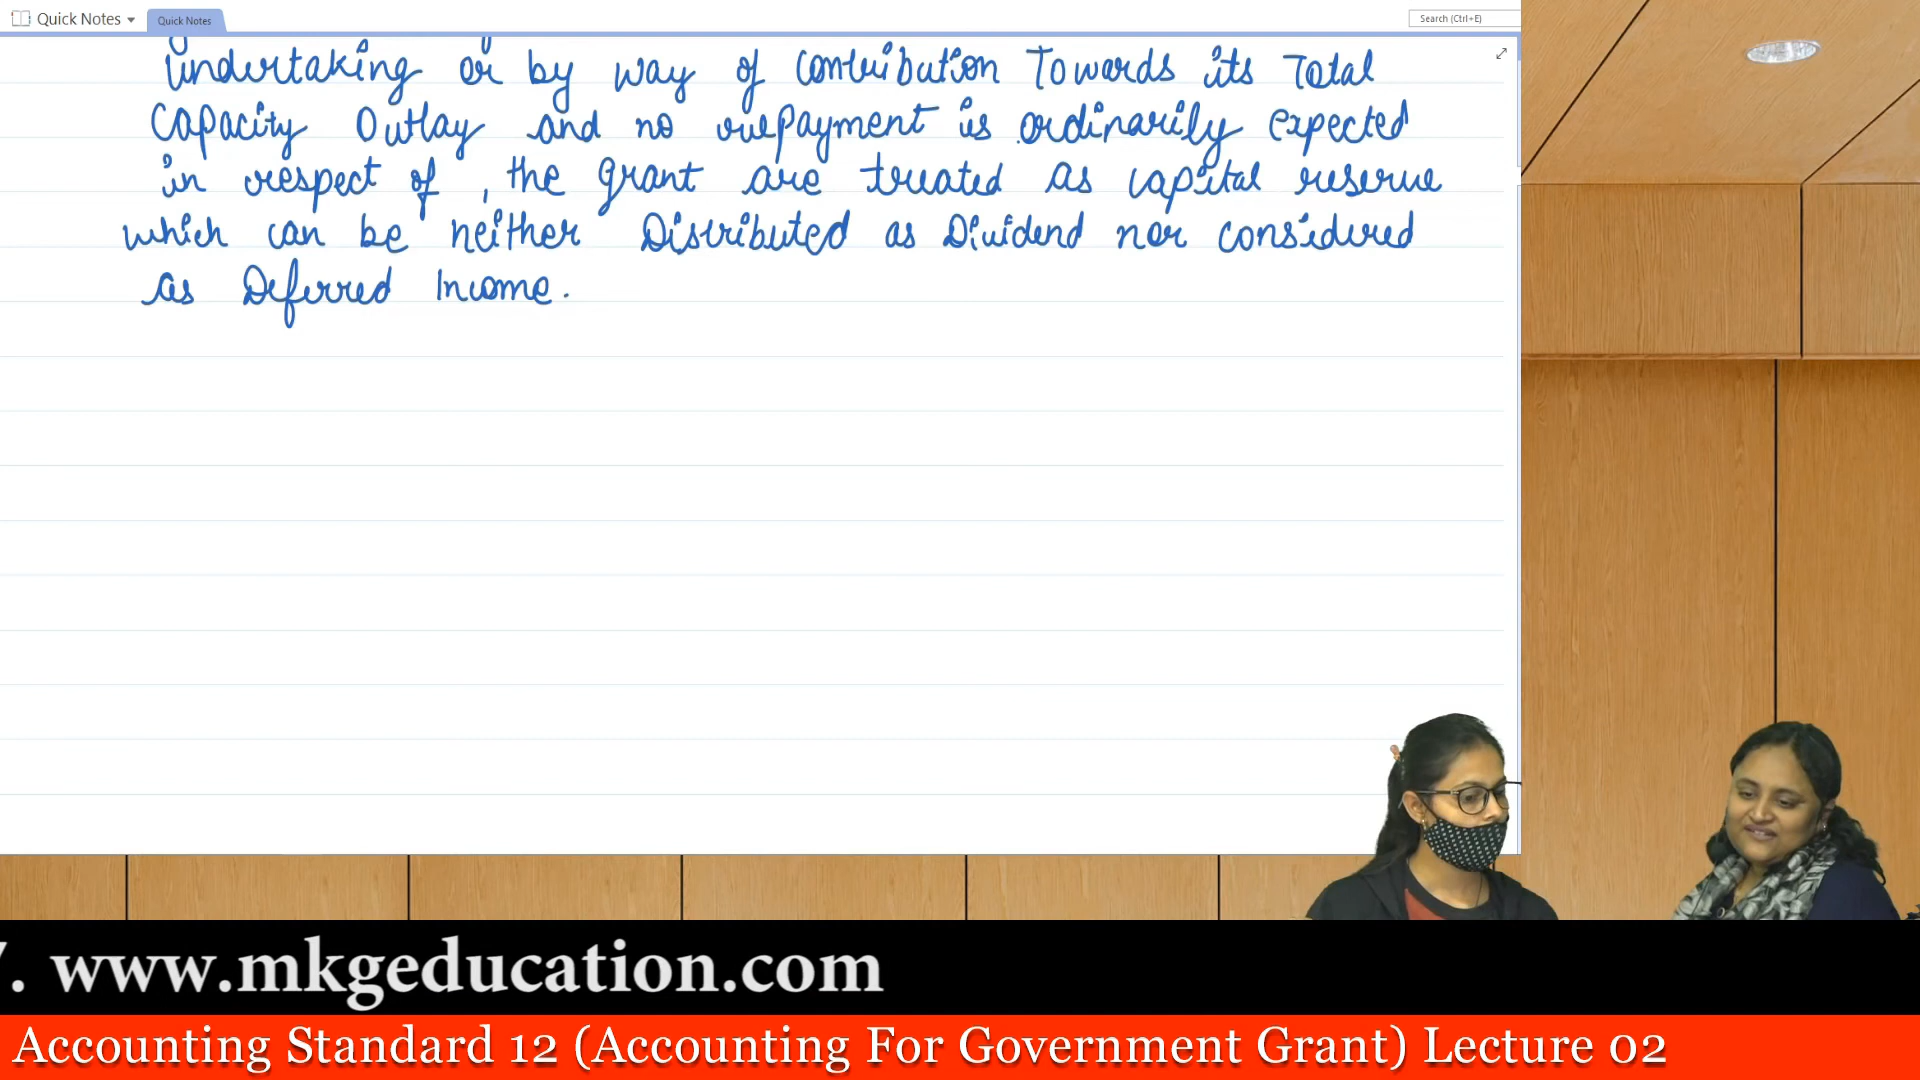 Quick Notes
Quick Notes
Search (Ctrl+E)
undertaking or by way of contribution Towards its Total
Capacity Outlay and no repayment is ordinarily expected
in respect of , the grant are treated as capital reserve
which can be neither Distributed as Dividend nor considered
as Deferred Income.
. www.mkgeducation.com
Accounting Standard 12 (Accounting For Government Grant) Lecture 02